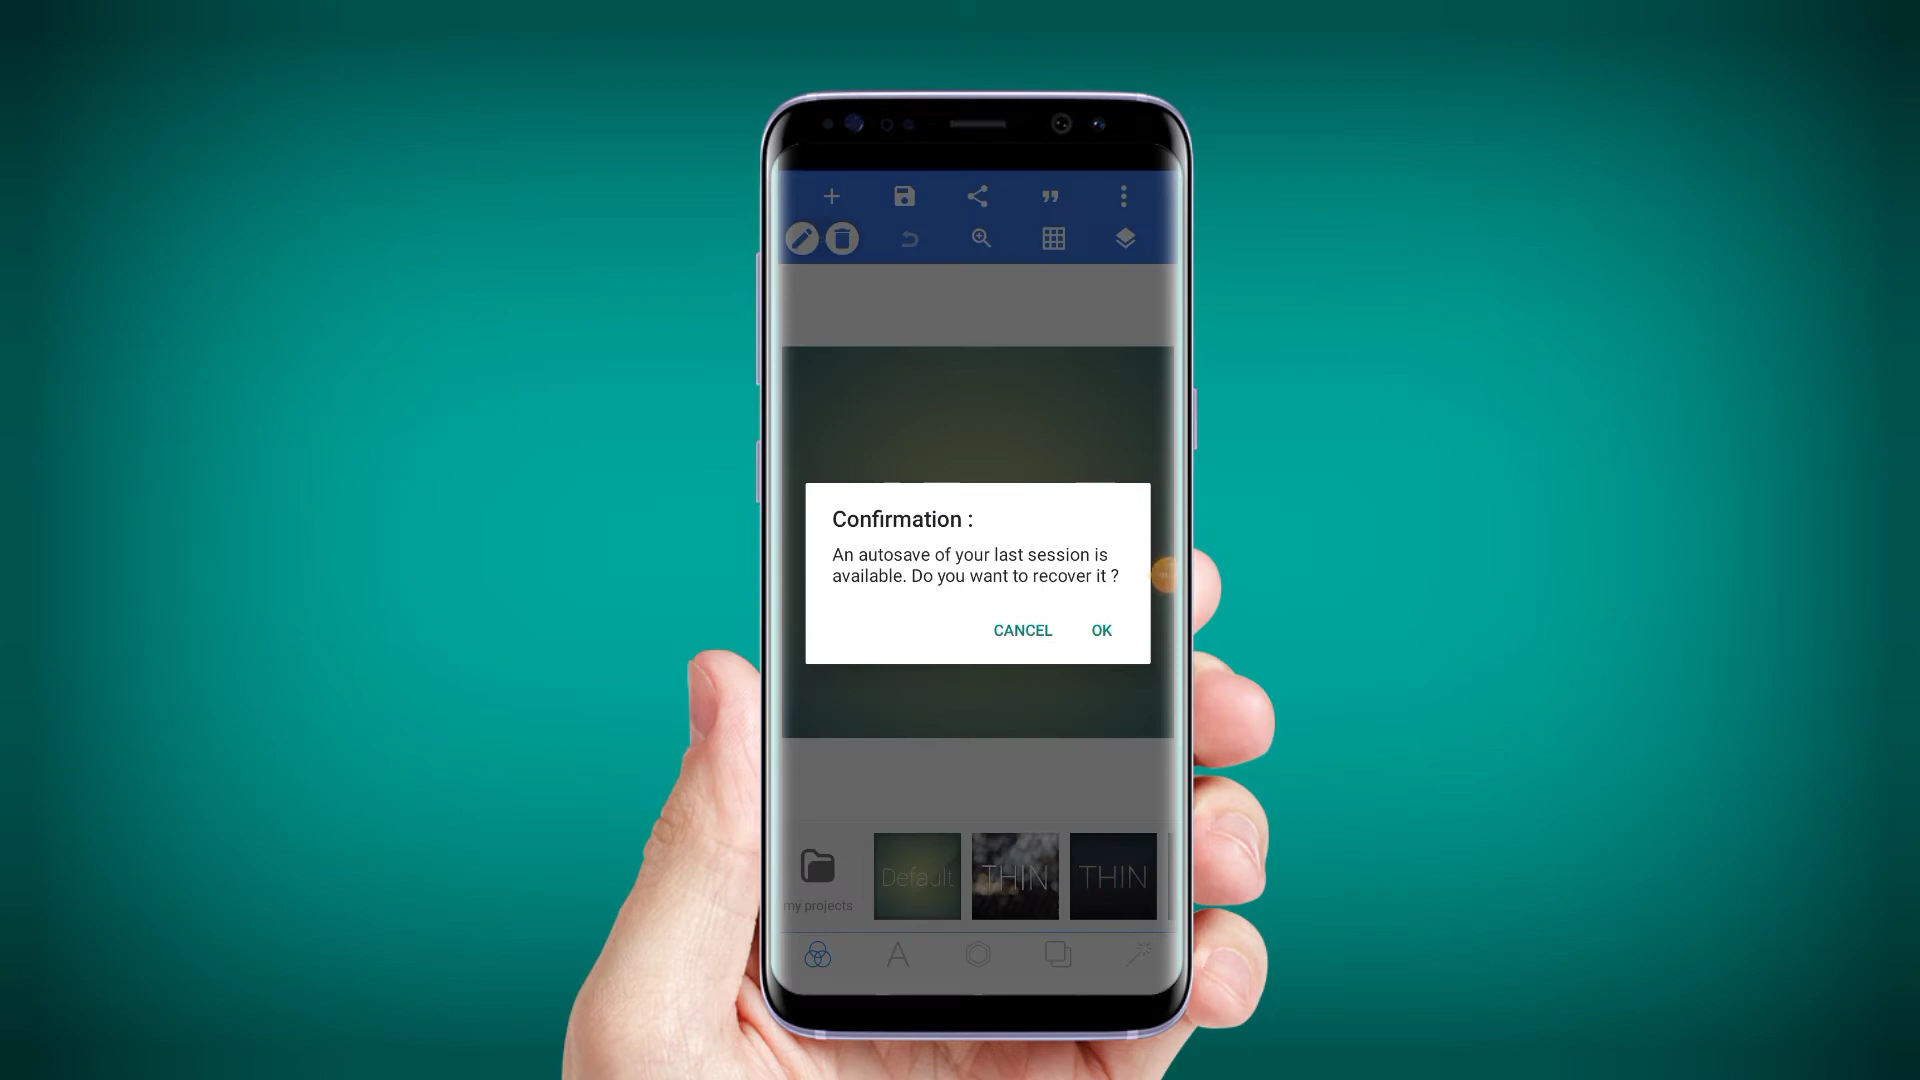 Confirmation :
An autosave of your last session is
available. Do you want to recover it ?
CANCEL OK
my projects
Default
THIN
THIN